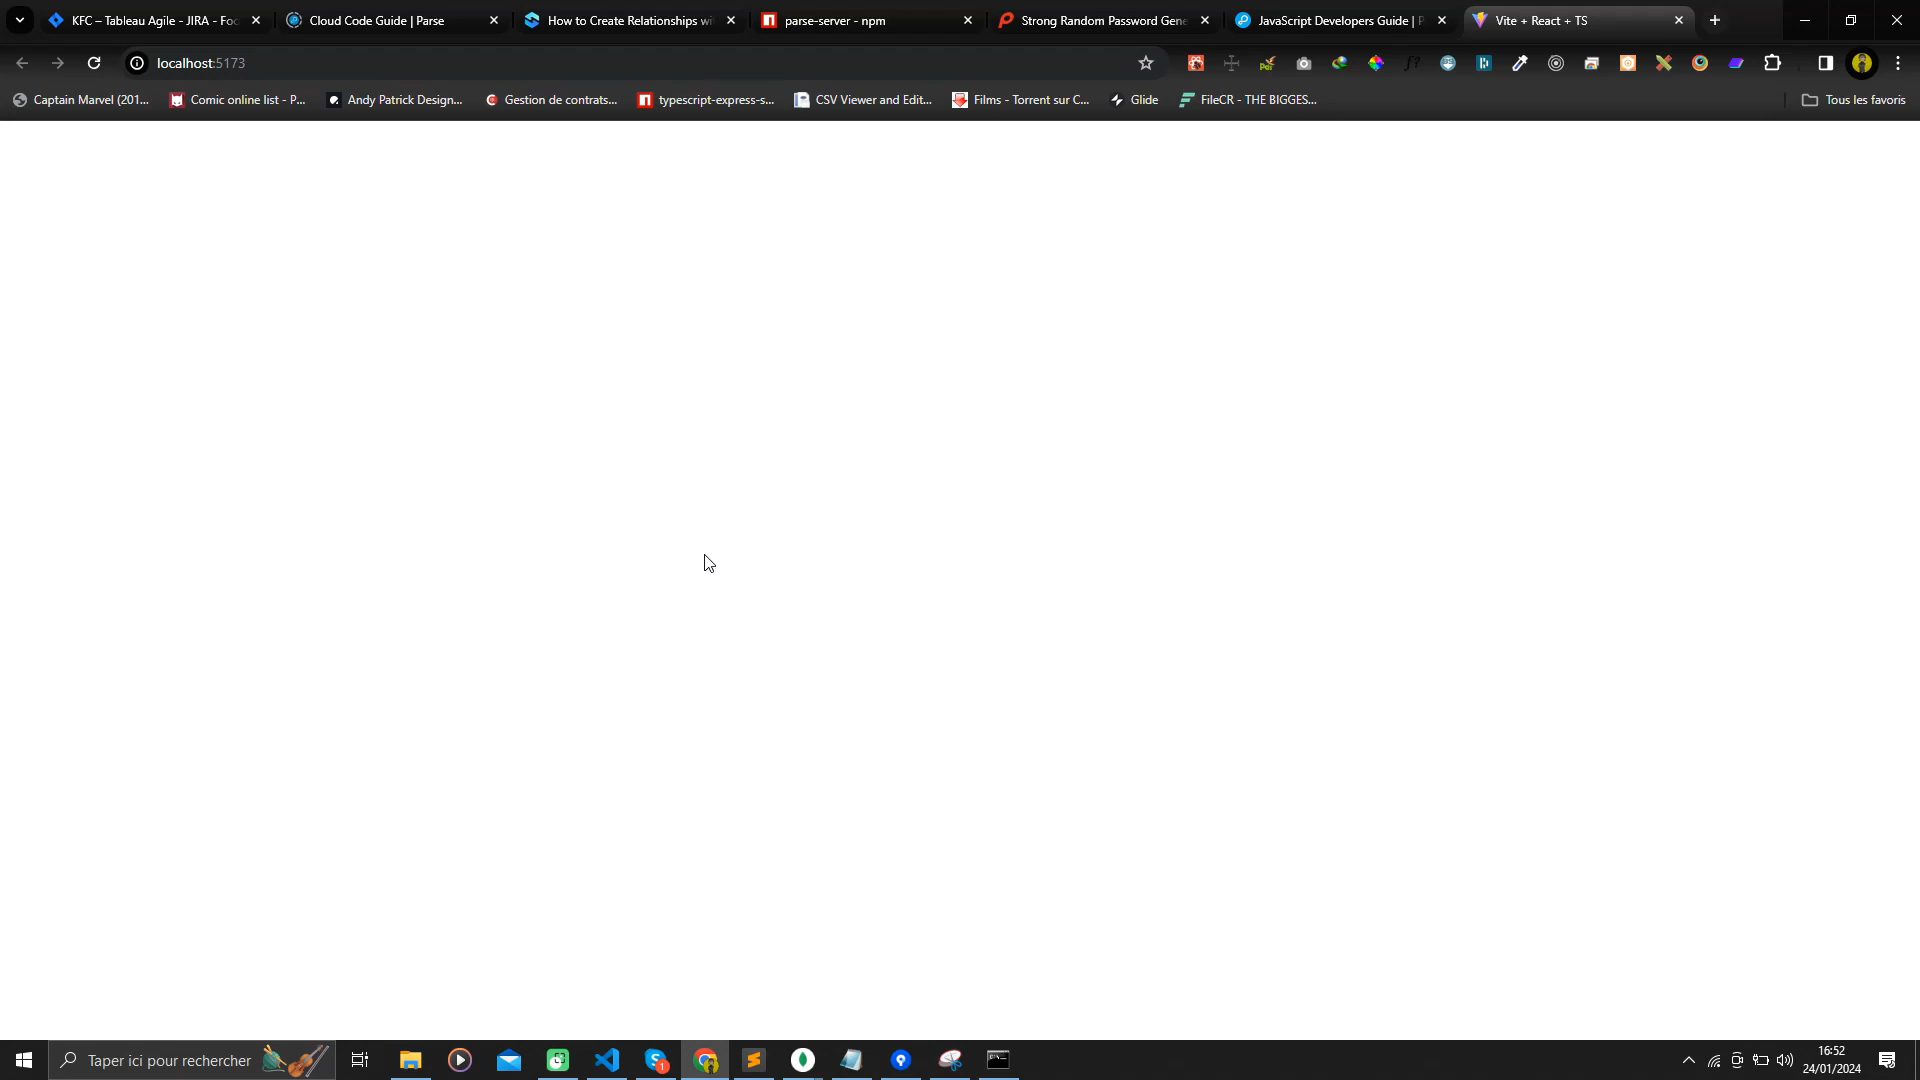 KFC – Tableau Agile - JIRA - Foo
Cloud Code Guide | Parse
How to Create Relationships wi
parse-server - npm
Strong Random Password Gene
JavaScript Developers Guide | P
Vite + React + TS
localhost:5173
Captain Marvel (201...
Comic online list - P...
Andy Patrick Design...
Gestion de contrats...
typescript-express-s...
CSV Viewer and Edit...
Films - Torrent sur C...
Glide
FileCR - THE BIGGES...
Tous les favoris
Taper ici pour rechercher
1
16:52
24/01/2024